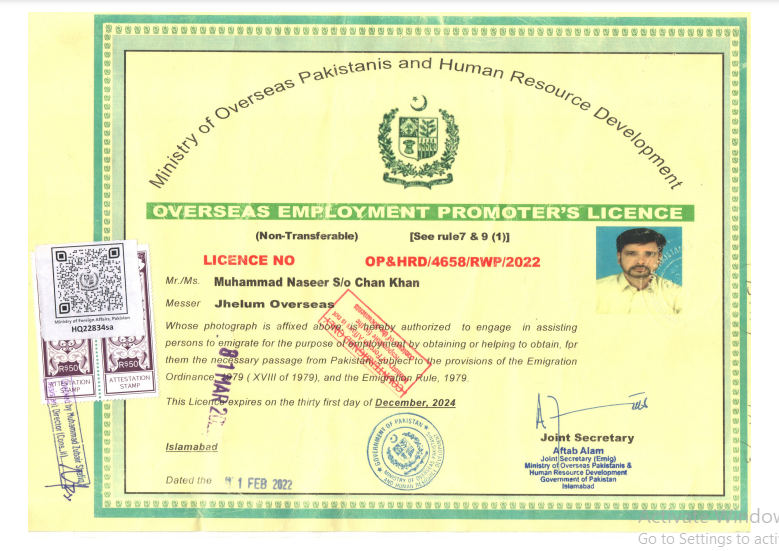 Ministry of Overseas Pakistanis and Human Resource Development
OVERSEAS EMPLOYMENT PROMOTER'S LICENCE
(Non-Transferable) [See rule7 & 9 (1)]
LICENCE NO OP&HRD/4658/RWP/2022
Mr./Ms. Muhammad Naseer S/o Chan Khan
Messer Jhelum Overseas
Whose photograph is affixed above, is hereby authorized to engage in assisting
persons to emigrate for the purpose of employment by obtaining or helping to obtain, for
them the necessary passage from Pakistan, subject to the provisions of the Emigration
Ordinance, 1979 ( XVIII of 1979), and the Emigration Rule, 1979.
This Licence expires on the thirty first day of December, 2024
Islamabad
Dated the 1 FEB 2022
Joint Secretary
Aftab Alam
Joint Secretary (Emig)
Ministry of Overseas Pakistanis &
Human Resource Development
Government of Pakistan
Islamabad
GOVERNMENT OF PAKISTAN
Ministry of Foreign Affairs, Pakistan
HQ22834sa
RS50
ATTESTATION
STAMP
RS50
ATTESTATION
STAMP
MAR
Go to Settings to acti